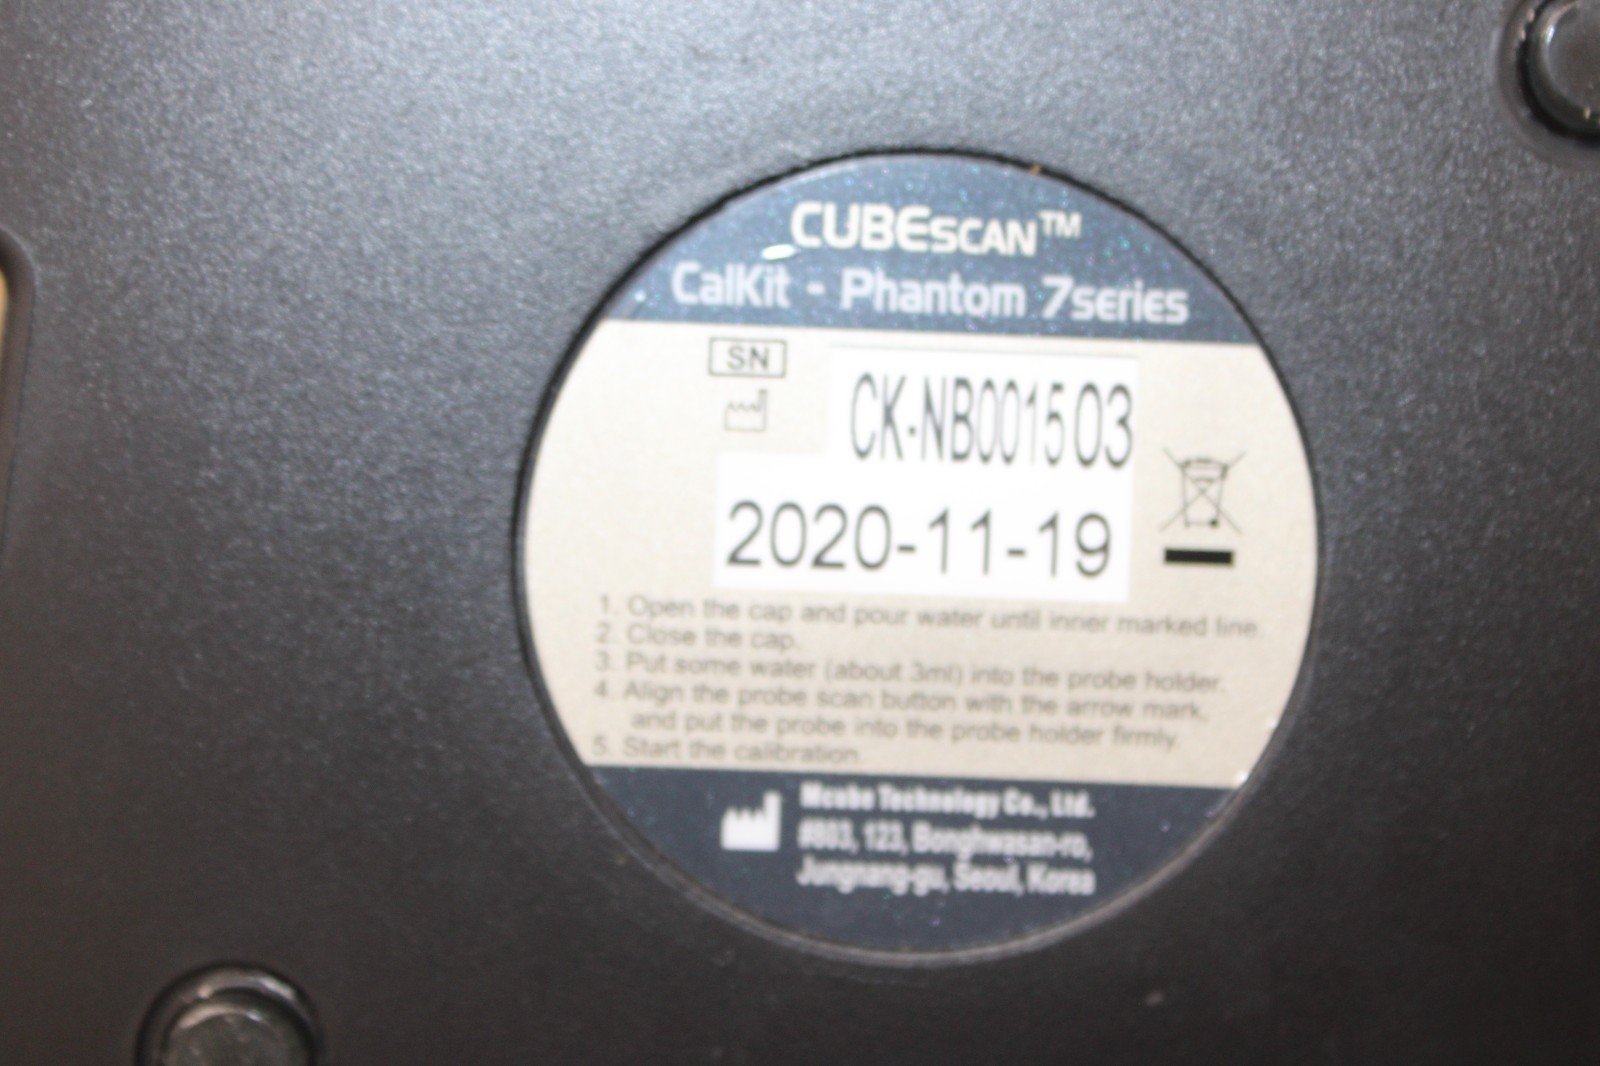 CUBEscan™
CalKit - Phantom 7series
SN
CK-NB001503
2020-11-19
1. Open the cap and pour water until inner marked line.
2. Close the cap.
3. Put some water (about 3ml) into the probe holder.
4. Align the probe scan button with the arrow mark,
and put the probe into the probe holder firmly.
5. Start the calibration.
Mcube Technology Co., Ltd.
#803, 123, Bonghwasan-ro,
Jungnang-gu, Seoul, Korea